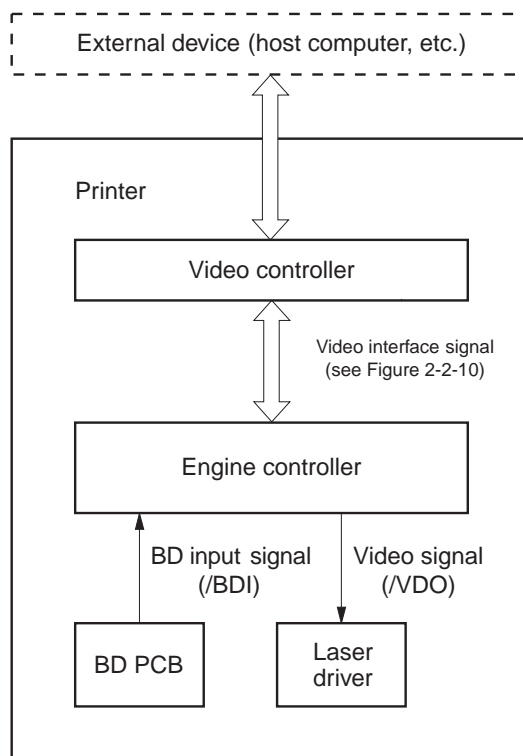 External device (host computer, etc.)
Printer
Video controller
Video interface signal
(see Figure 2-2-10)
Engine controller
BD input signal
(/BDI)
Video signal
(/VDO)
BD PCB
Laser
driver